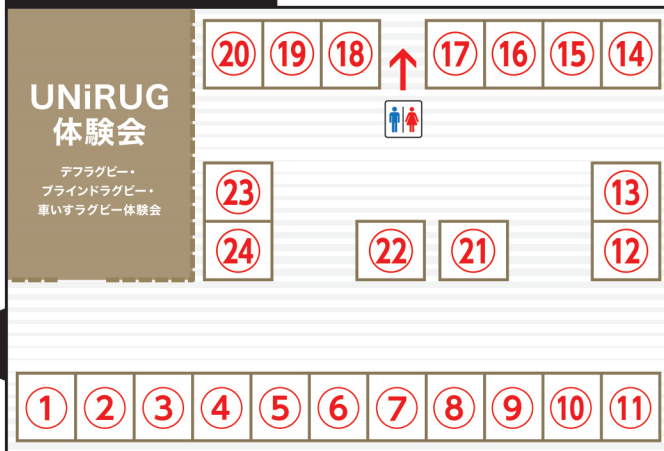 UNiRUG
体験会
デフラグビー・
ブラインドラグビー・
車いすラグビー体験会
⑳ ⑲ ⑱ ⑰ ⑯ ⑮ ⑭
㉓ ⑬
㉔ ㉒ ㉑ ⑫
① ② ③ ④ ⑤ ⑥ ⑦ ⑧ ⑨ ⑩ ⑪